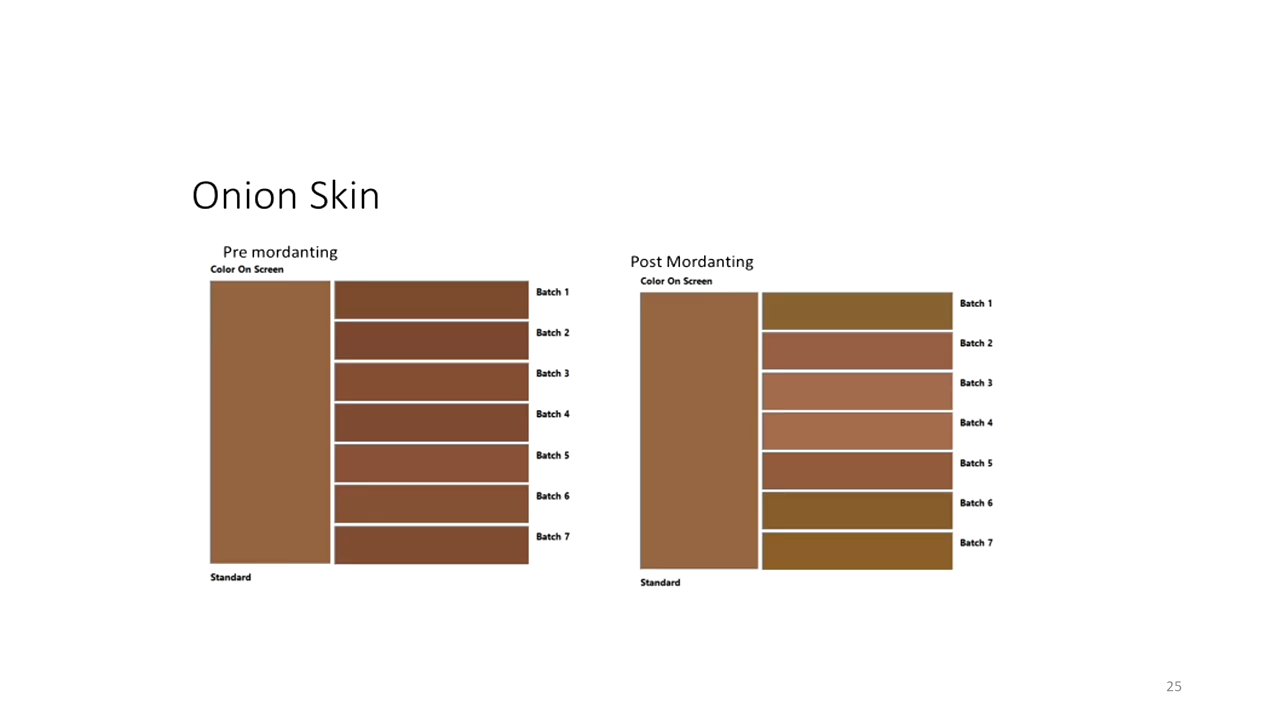 Onion Skin
Pre mordanting
Color On Screen
Batch 1
Batch 2
Batch 3
Batch 4
Batch 5
Batch 6
Batch 7
Standard
Post Mordanting
Color On Screen
Batch 1
Batch 2
Batch 3
Batch 4
Batch 5
Batch 6
Batch 7
Standard
25